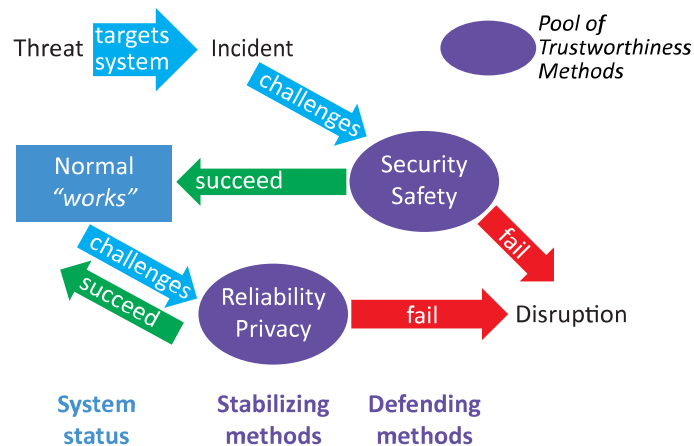 Threat
targets
system
Incident
Pool of
Trustworthiness
Methods
challenges
Normal
“works”
succeed
Security
Safety
fail
challenges
succeed
Reliability
Privacy
fail
Disruption
System
status
Stabilizing
methods
Defending
methods